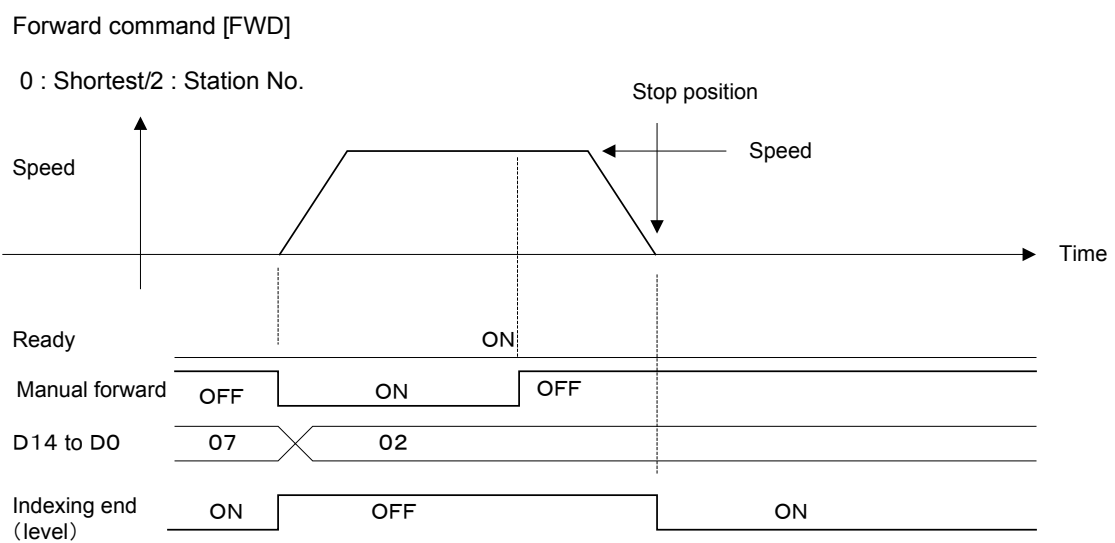 Forward command [FWD]
0 : Shortest/2 : Station No.
Stop position
Speed
Speed
Time
Ready
ON
Manual forward
OFF
ON
OFF
D14 to D0
07
02
Indexing end
(level)
ON
OFF
ON